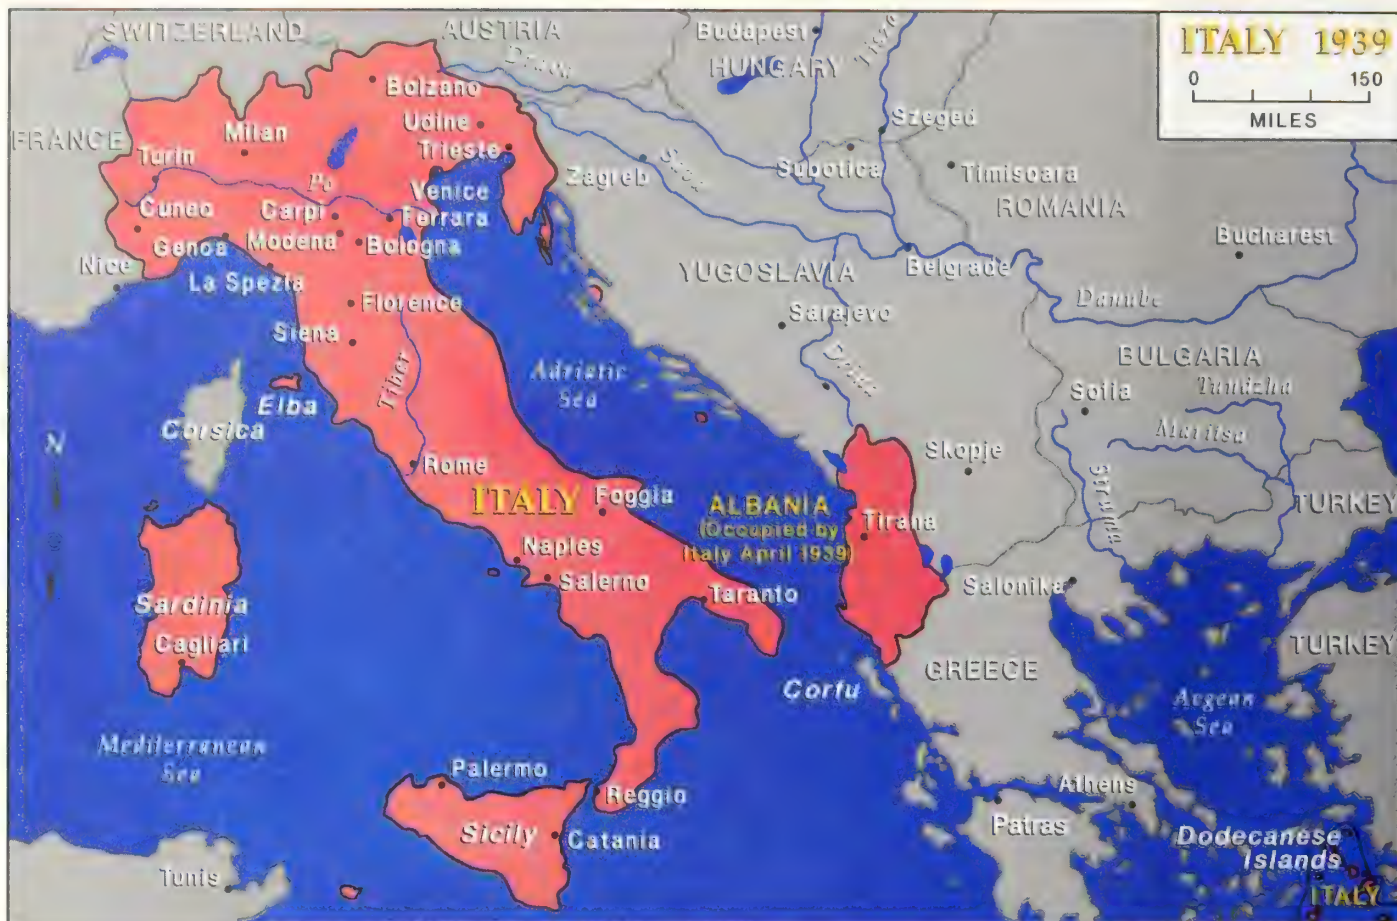 SWITZERLAND
AUSTRIA
Budapest
HUNGARY
Tisza
ITALY 1939
0 150
MILES
Drava
Bolzano
FRANCE
Milan
Udine
Trieste
Turin
Szeged
Subotica
Timisoara
ROMANIA
Zagreb
Sava
Po
Venice
Cuneo
Carpi
Ferrara
Genoa
Modena
Bologna
Nice
La Spezia
Bucharest
Belgrade
YUGOSLAVIA
Danube
Florence
Siena
Sarajevo
Drina
BULGARIA
Tundzha
Sofia
Maritsa
Struma
Adriatic
Sea
Tiber
Elba
Corsica
N
Rome
Skopje
ITALY
Foggia
ALBANIA
(Occupied by
Italy April 1939)
Tirana
TURKEY
Naples
Salerno
Taranto
Salonika
Sardinia
Cagliari
TURKEY
GREECE
Corfu
Aegean
Sea
Mediterranean
Sea
Palermo
Reggio
Athens
Sicily
Catania
Patras
Dodecanese
Islands
Tunis
ITALY